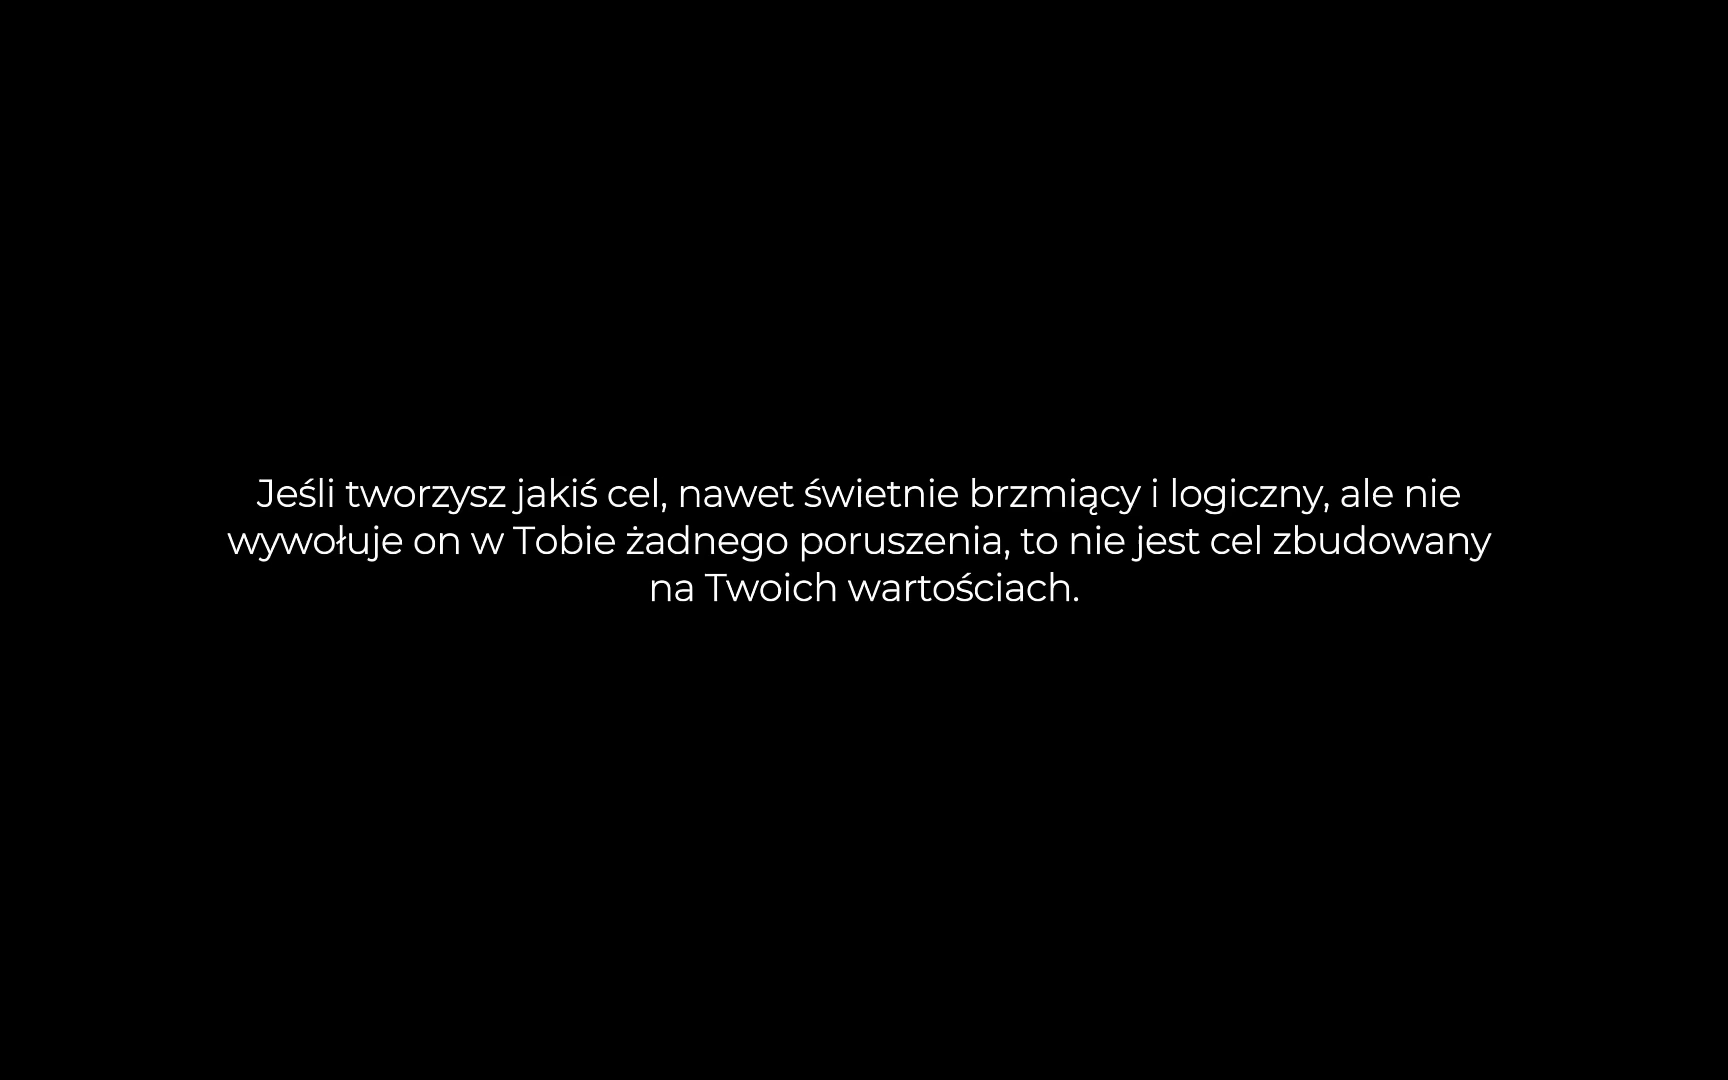 Jeśli tworzysz jakiś cel, nawet świetnie brzmiący i logiczny, ale nie
wywołuje on w Tobie żadnego poruszenia, to nie jest cel zbudowany
na Twoich wartościach.